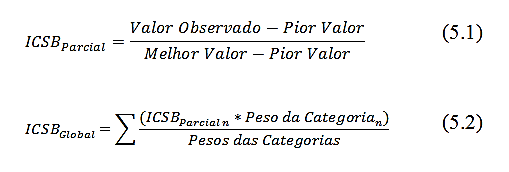 ICSB_Parcial = (Valor Observado − Pior Valor) / (Melhor Valor − Pior Valor) (5.1)
ICSB_Global = ∑ (ICSB_Parcial n * Peso da Categoria_n) / Pesos das Categorias (5.2)